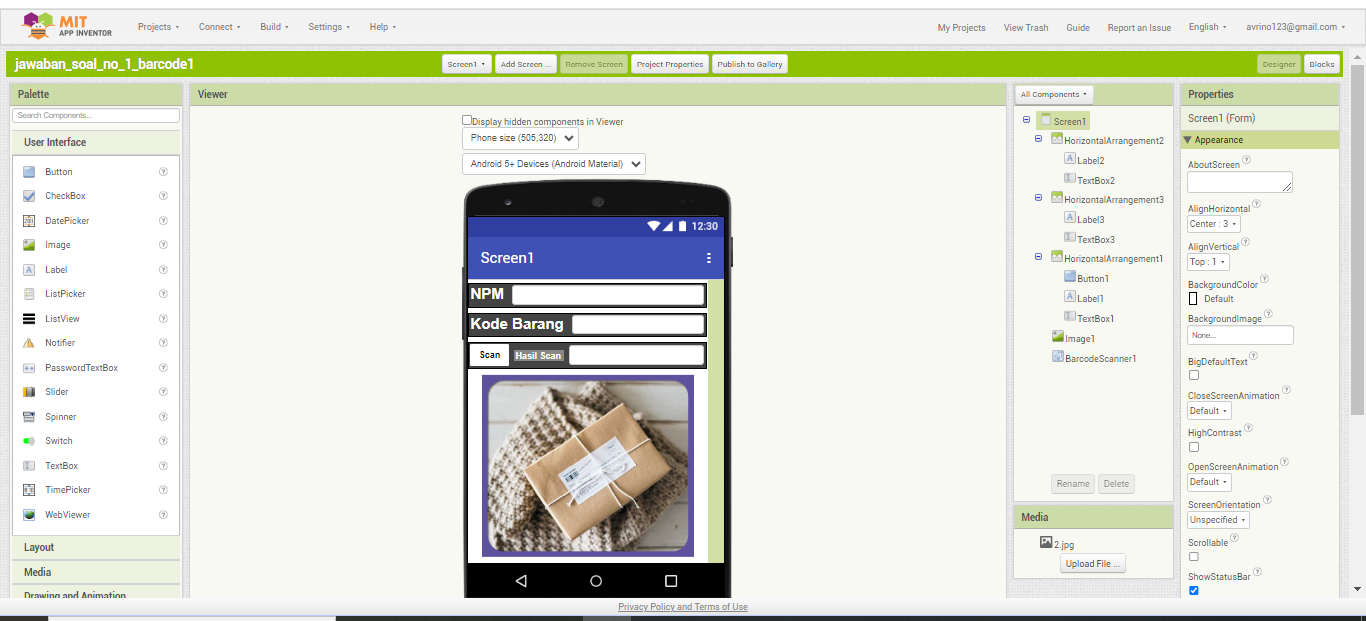 MIT
APP INVENTOR
Projects
Connect
Build
Settings
Help
My Projects
View Trash
Guide
Report an Issue
English
avrino123@gmail.com
jawaban_soal_no_1_barcode1
Screen1
Add Screen ...
Remove Screen
Project Properties
Publish to Gallery
Designer
Blocks
Palette
Search Components...
User Interface
Button
CheckBox
DatePicker
Image
Label
ListPicker
ListView
Notifier
PasswordTextBox
Slider
Spinner
Switch
TextBox
TimePicker
WebViewer
Layout
Media
Drawing and Animation
Viewer
Display hidden components in Viewer
Phone size (505,320)
Android 5+ Devices (Android Material)
12:30
Screen1
NPM
Kode Barang
Scan Hasil Scan
All Components
Screen1
HorizontalArrangement2
Label2
TextBox2
HorizontalArrangement3
Label3
TextBox3
HorizontalArrangement1
Button1
Label1
TextBox1
Image1
BarcodeScanner1
Rename
Delete
Media
2.jpg
Upload File ...
Properties
Screen1 (Form)
Appearance
AboutScreen
AlignHorizontal
Center : 3
AlignVertical
Top : 1
BackgroundColor
Default
BackgroundImage
None...
BigDefaultText
CloseScreenAnimation
Default
HighContrast
OpenScreenAnimation
Default
ScreenOrientation
Unspecified
Scrollable
ShowStatusBar
Privacy Policy and Terms of Use